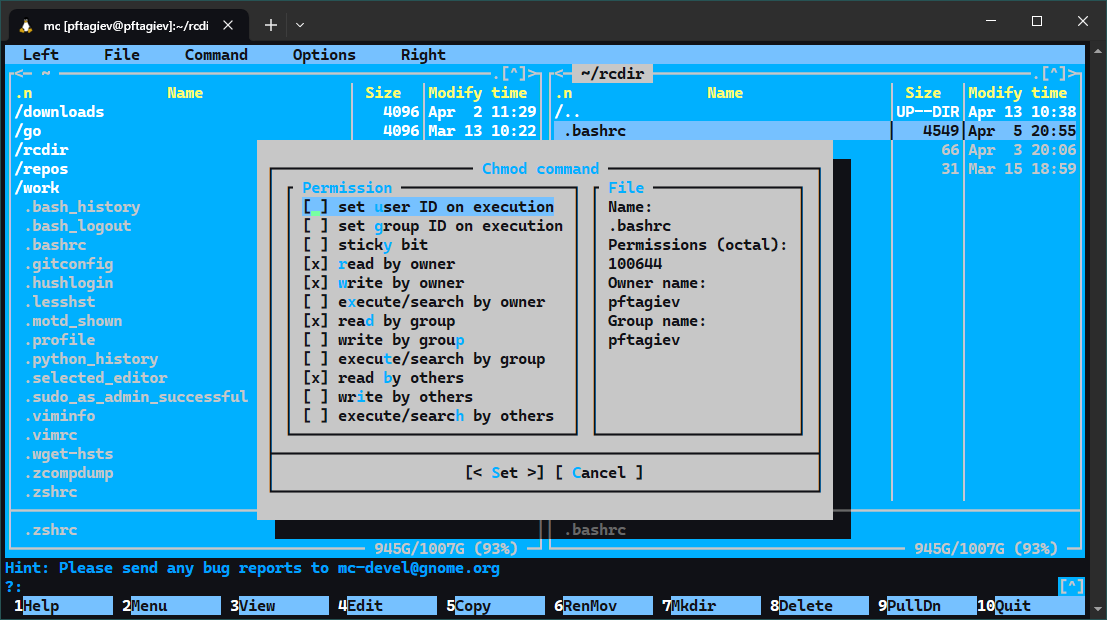 mc [pftagiev@pftagiev]:~/rcdi
Left File Command Options Right
<─ ~ .[^]>
<─ ~/rcdir .[^]>
.n Name Size Modify time
.n Name Size Modify time
/downloads 4096 Apr 2 11:29
/.. UP--DIR Apr 13 10:38
/go 4096 Mar 13 10:22
.bashrc 4549 Apr 5 20:55
/rcdir
66 Apr 3 20:06
/repos
31 Mar 15 18:59
/work
.bash_history
.bash_logout
.bashrc
.gitconfig
.hushlogin
.lesshst
.motd_shown
.profile
.python_history
.selected_editor
.sudo_as_admin_successful
.viminfo
.vimrc
.wget-hsts
.zcompdump
.zshrc
Chmod command
Permission
[ ] set user ID on execution
[ ] set group ID on execution
[ ] sticky bit
[x] read by owner
[x] write by owner
[ ] execute/search by owner
[x] read by group
[ ] write by group
[ ] execute/search by group
[x] read by others
[ ] write by others
[ ] execute/search by others
File
Name:
.bashrc
Permissions (octal):
100644
Owner name:
pftagiev
Group name:
pftagiev
[< Set >] [ Cancel ]
.zshrc
.bashrc
945G/1007G (93%)
945G/1007G (93%)
Hint: Please send any bug reports to mc-devel@gnome.org
?: [^]
1Help 2Menu 3View 4Edit 5Copy 6RenMov 7Mkdir 8Delete 9PullDn 10Quit